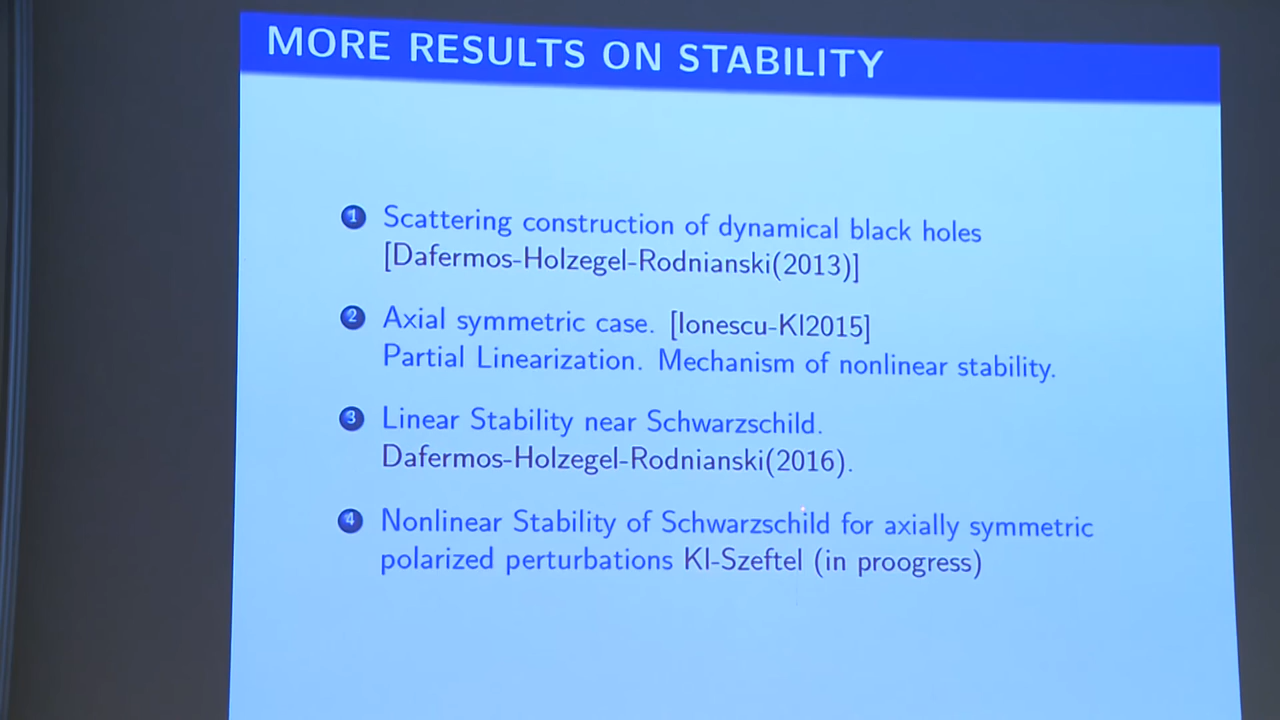 MORE RESULTS ON STABILITY
1 Scattering construction of dynamical black holes
[Dafermos-Holzegel-Rodnianski(2013)]
2 Axial symmetric case. [Ionescu-Kl2015]
Partial Linearization. Mechanism of nonlinear stability.
3 Linear Stability near Schwarzschild.
Dafermos-Holzegel-Rodnianski(2016).
4 Nonlinear Stability of Schwarzschild for axially symmetric
polarized perturbations Kl-Szeftel (in proogress)